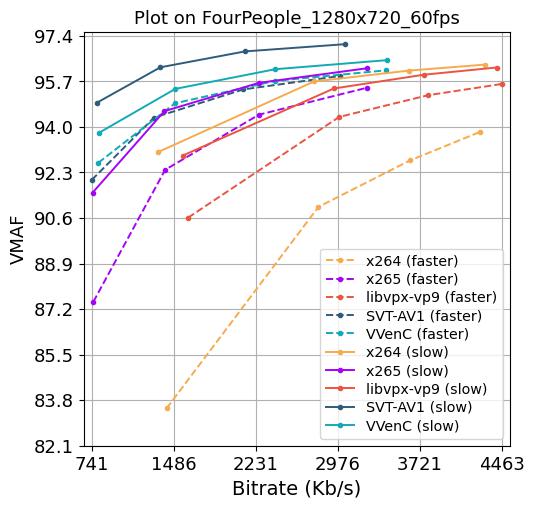 Plot on FourPeople_1280x720_60fps
97.4
95.7
94.0
92.3
90.6
88.9
87.2
85.5
83.8
82.1
VMAF
x264 (faster)
x265 (faster)
libvpx-vp9 (faster)
SVT-AV1 (faster)
VVenC (faster)
x264 (slow)
x265 (slow)
libvpx-vp9 (slow)
SVT-AV1 (slow)
VVenC (slow)
741 1486 2231 2976 3721 4463
Bitrate (Kb/s)